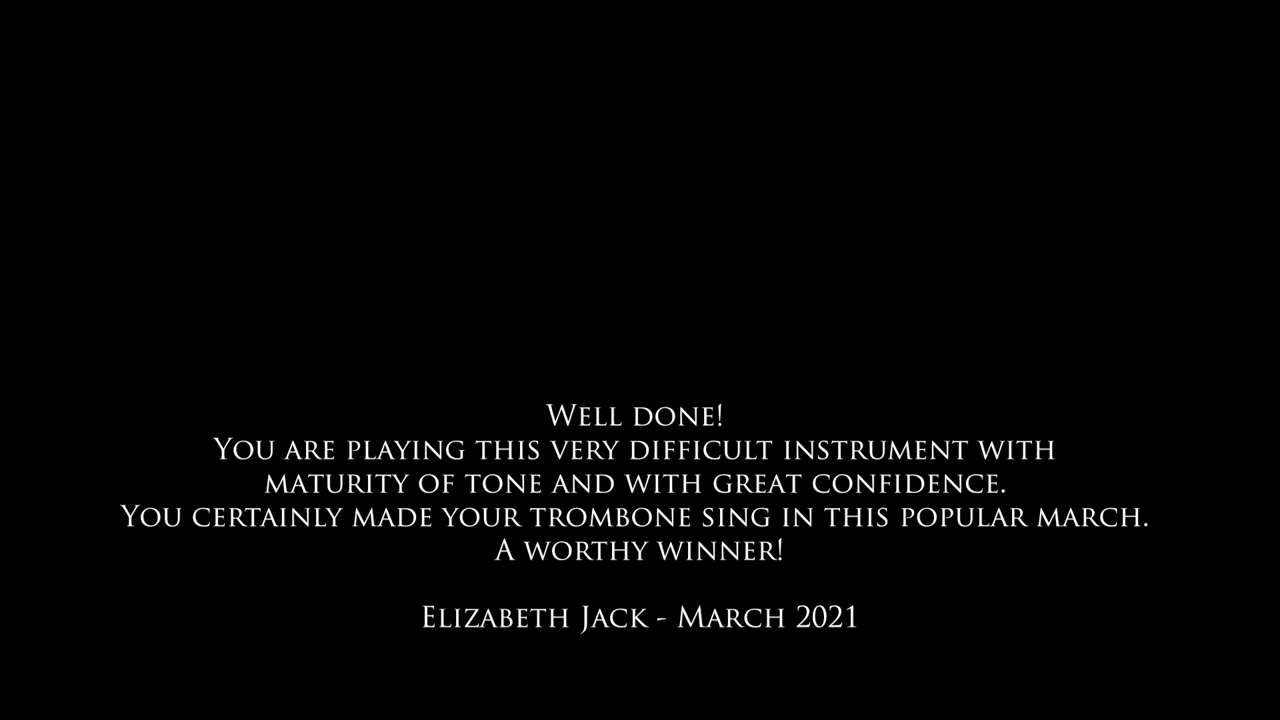 Well done!
You are playing this very difficult instrument with
maturity of tone and with great confidence.
You certainly made your trombone sing in this popular march.
A worthy winner!
Elizabeth Jack - March 2021